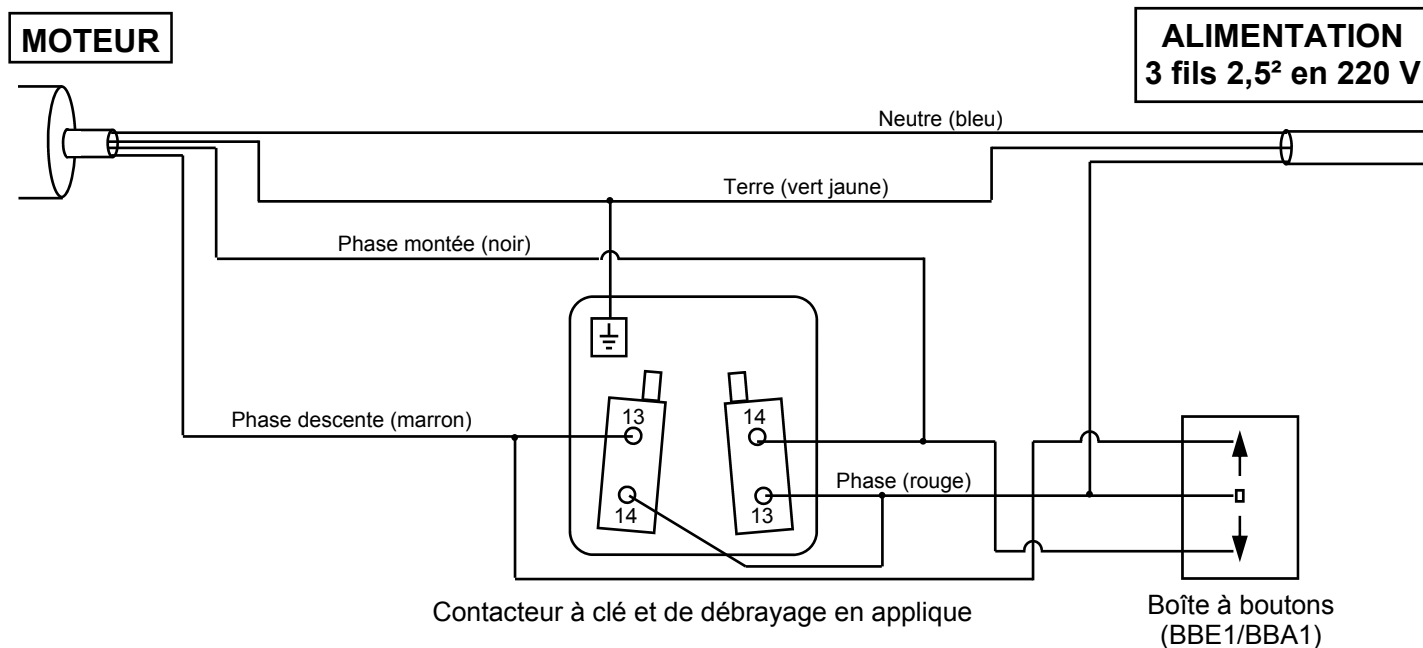 MOTEUR
ALIMENTATION
3 fils 2,5² en 220 V
Neutre (bleu)
Terre (vert jaune)
Phase montée (noir)
Phase descente (marron)
13
14
14
13
Phase (rouge)
Contacteur à clé et de débrayage en applique
Boîte à boutons
(BBE1/BBA1)